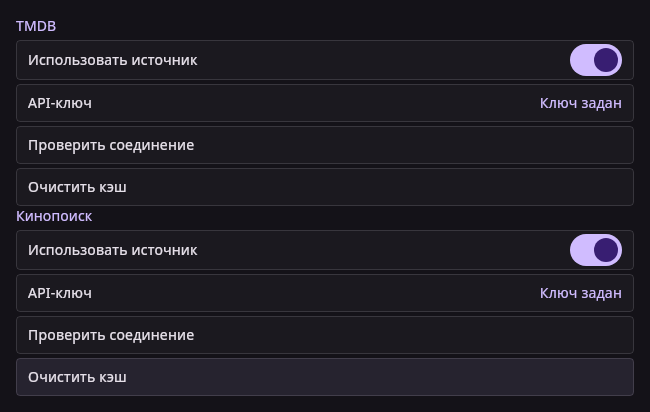 TMDB
Использовать источник
API-ключ Ключ задан
Проверить соединение
Очистить кэш
Кинопоиск
Использовать источник
API-ключ Ключ задан
Проверить соединение
Очистить кэш